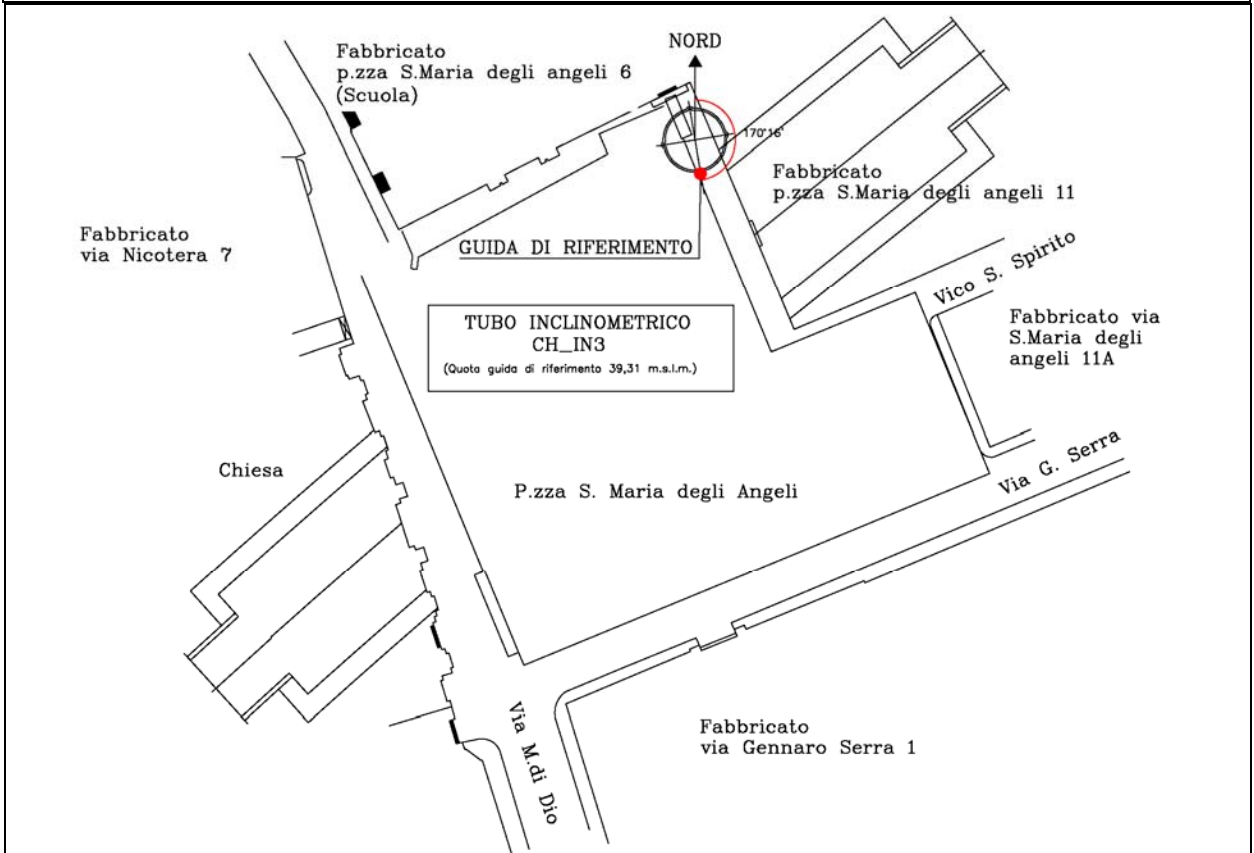 Fabbricato
p.zza S.Maria degli angeli 6
(Scuola)
NORD
170°16'
Fabbricato
p.zza S.Maria degli angeli 11
Fabbricato
via Nicotera 7
GUIDA DI RIFERIMENTO
Vico S. Spirito
TUBO INCLINOMETRICO
CH_IN3
(Quota guida di riferimento 39,31 m.s.l.m.)
Fabbricato via
S.Maria degli
angeli 11A
Chiesa
P.zza S. Maria degli Angeli
Via G. Serra
Via M.di Dio
Fabbricato
via Gennaro Serra 1